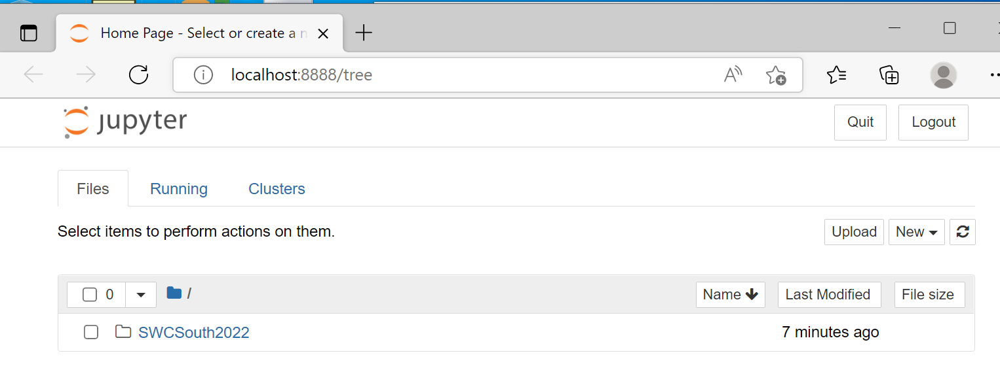 Home Page - Select or create a n
localhost:8888/tree
jupyter
Quit Logout
Files Running Clusters
Select items to perform actions on them.
Upload New
0 / Name Last Modified File size
SWCSouth2022 7 minutes ago